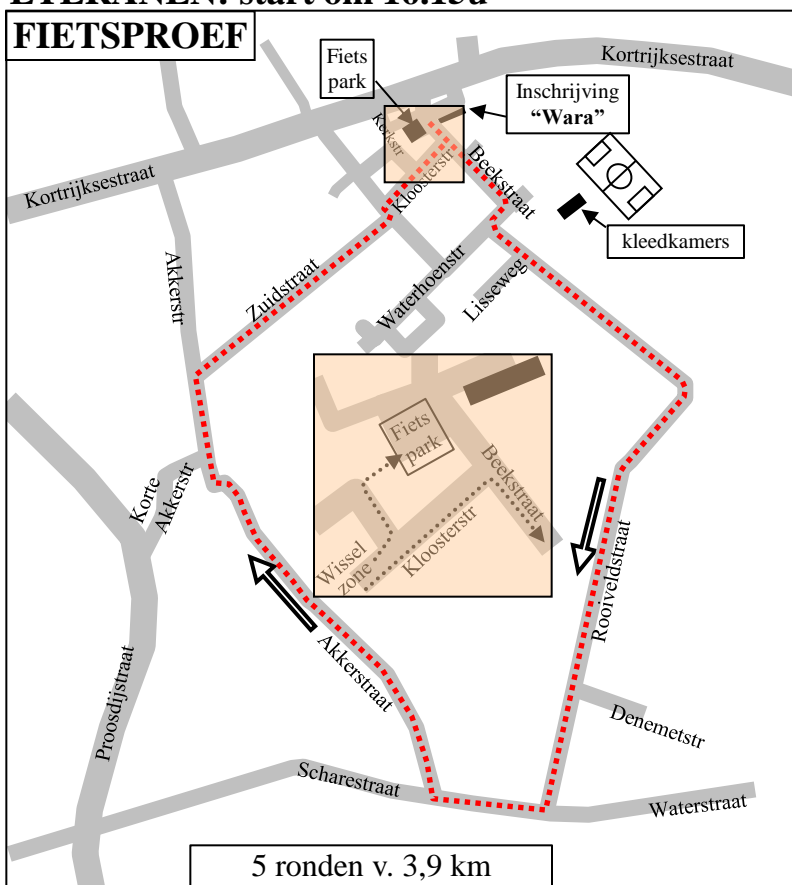 FIETSPROEF
Kortrijksestraat
Fiets
park
Inschrijving
“Wara”
Kerkstr
Kloosterstr
Beekstraat
Kortrijksestraat
kleedkamers
Akkerstr
Zuidstraat
Waterhoenstr
Lisseweg
Fiets
park
Beekstraat
Kloosterstr
Wissel
zone
Korte
Akkerstr
Rooiveldstraat
Akkerstraat
Proosdijstraat
Denemetstr
Scharestraat
Waterstraat
5 ronden v. 3,9 km